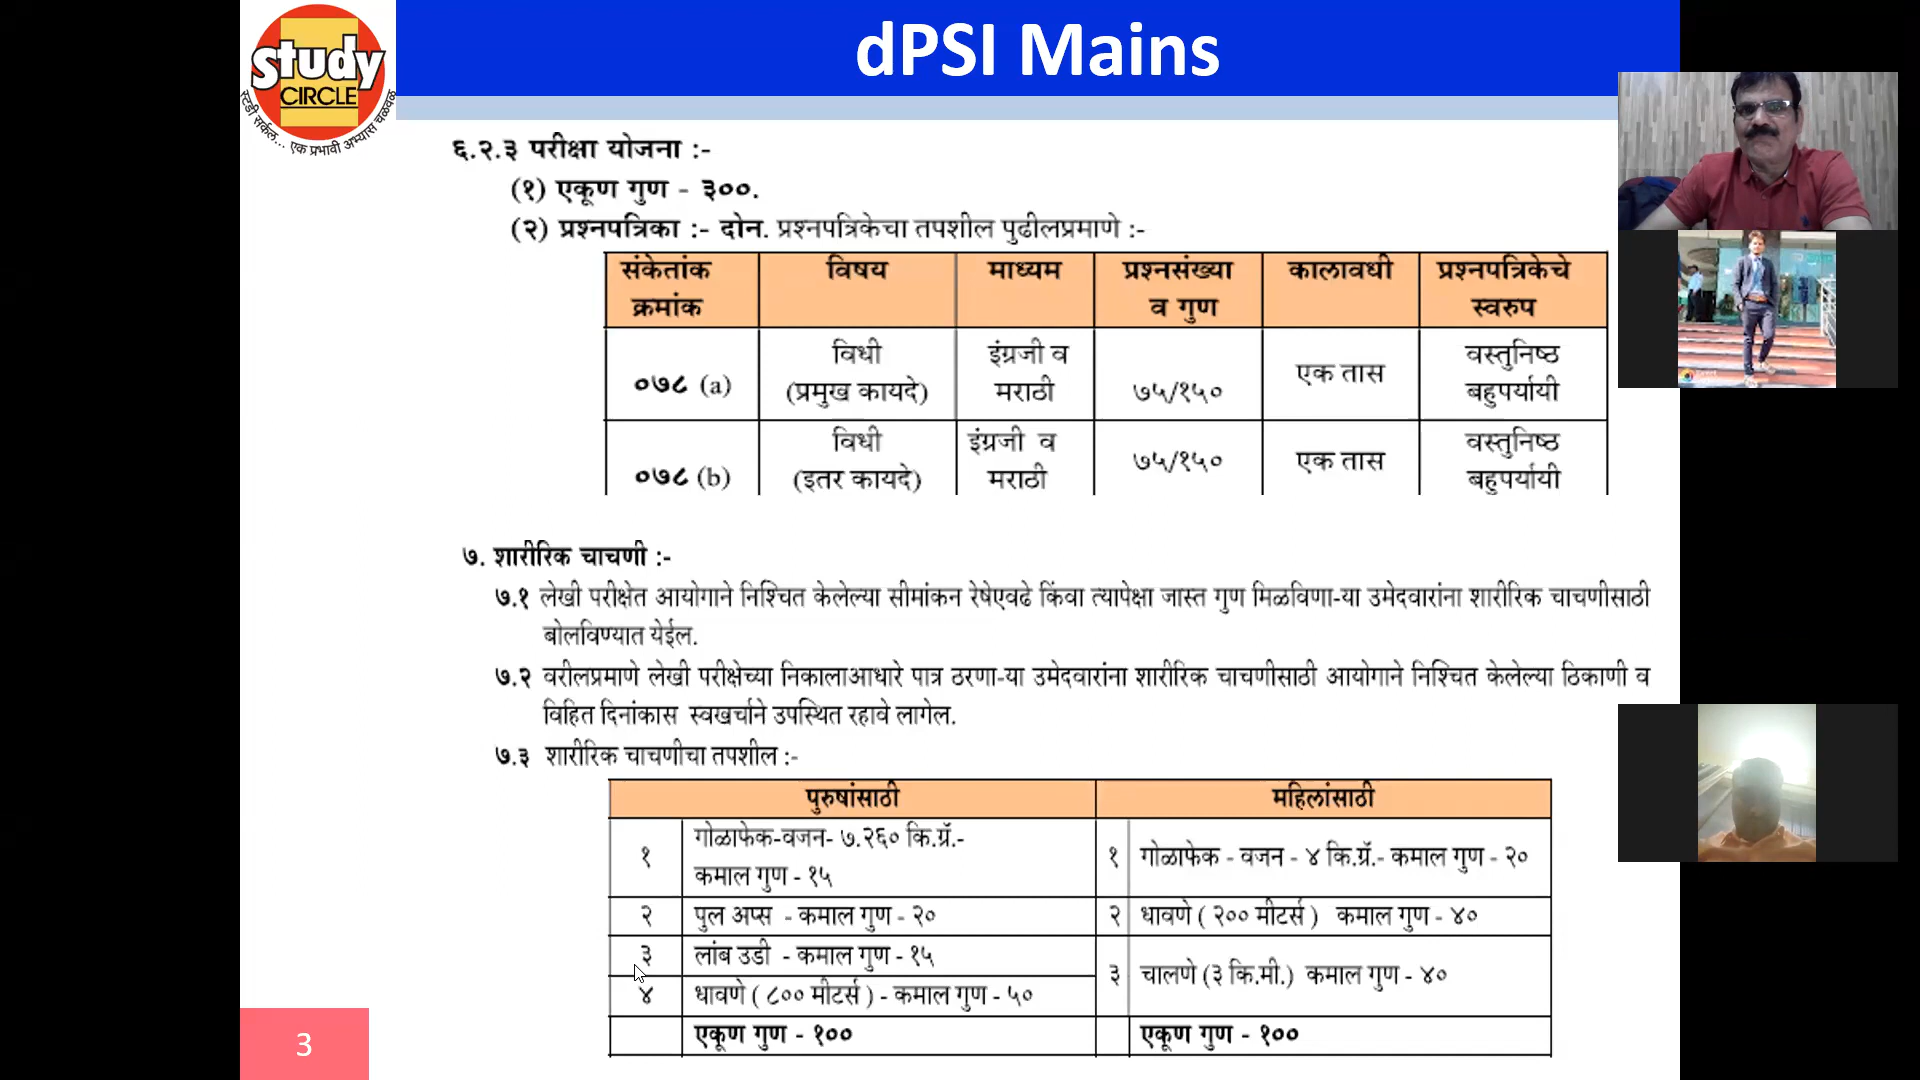 dPSI Mains
study
CIRCLE
स्टडी सर्कल... एक प्रभावी अभ्यास चळवळ
६.२.३ परीक्षा योजना :-
(१) एकूण गुण - ३००.
(२) प्रश्नपत्रिका :- दोन. प्रश्नपत्रिकेचा तपशील पुढीलप्रमाणे :-
संकेतांक क्रमांक विषय माध्यम प्रश्नसंख्या व गुण कालावधी प्रश्नपत्रिकेचे स्वरुप
०७८ (a) विधी (प्रमुख कायदे) इंग्रजी व मराठी ७५/१५० एक तास वस्तुनिष्ठ बहुपर्यायी
०७८ (b) विधी (इतर कायदे) इंग्रजी व मराठी ७५/१५० एक तास वस्तुनिष्ठ बहुपर्यायी
७. शारीरिक चाचणी :-
७.१ लेखी परीक्षेत आयोगाने निश्चित केलेल्या सीमांकन रेषेएवढे किंवा त्यापेक्षा जास्त गुण मिळविणा-या उमेदवारांना शारीरिक चाचणीसाठी
बोलविण्यात येईल.
७.२ वरीलप्रमाणे लेखी परीक्षेच्या निकालाआधारे पात्र ठरणा-या उमेदवारांना शारीरिक चाचणीसाठी आयोगाने निश्चित केलेल्या ठिकाणी व
विहित दिनांकास स्वखर्चाने उपस्थित रहावे लागेल.
७.३ शारीरिक चाचणीचा तपशील :-
पुरुषांसाठी महिलांसाठी
१ गोळाफेक-वजन- ७.२६० कि.ग्रॅ.-
कमाल गुण - १५
१ गोळाफेक - वजन - ४ कि.ग्रॅ.- कमाल गुण - २०
२ पुल अप्स - कमाल गुण - २० २ धावणे ( २०० मीटर्स ) कमाल गुण - ४०
३ लांब उडी - कमाल गुण - १५ ३ चालणे (३ कि.मी.) कमाल गुण - ४०
४ धावणे ( ८०० मीटर्स ) - कमाल गुण - ५०
एकूण गुण - १०० एकूण गुण - १००
3